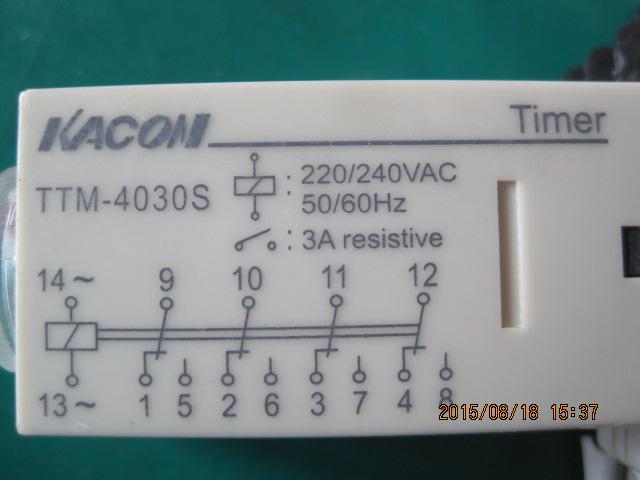 KACON
Timer
TTM-4030S
: 220/240VAC
50/60Hz
: 3A resistive
14~ 9 10 11 12
13~ 1 5 2 6 3 7 4 8
2015/08/18 15:37